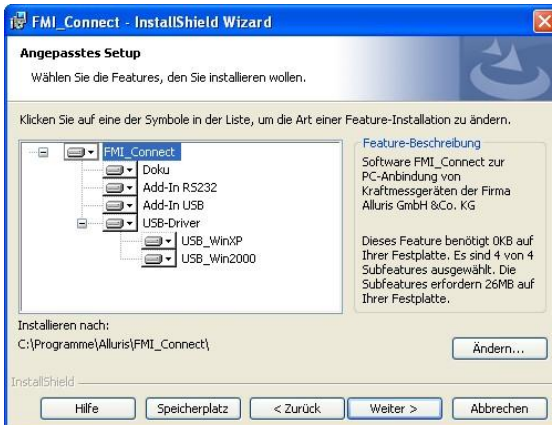 FMI_Connect - InstallShield Wizard
Angepasstes Setup
Wählen Sie die Features, den Sie installieren wollen.
Klicken Sie auf eine der Symbole in der Liste, um die Art einer Feature-Installation zu ändern.
FMI_Connect
Doku
Add-In RS232
Add-In USB
USB-Driver
USB_WinXP
USB_Win2000
Feature-Beschreibung
Software FMI_Connect zur
PC-Anbindung von
Kraftmessgeräten der Firma
Alluris GmbH &Co. KG
Dieses Feature benötigt 0KB auf
Ihrer Festplatte. Es sind 4 von 4
Subfeatures ausgewählt. Die
Subfeatures erfordern 26MB auf
Ihrer Festplatte.
Installieren nach:
C:\Programme\Alluris\FMI_Connect\
Ändern...
InstallShield
Hilfe
Speicherplatz
< Zurück
Weiter >
Abbrechen